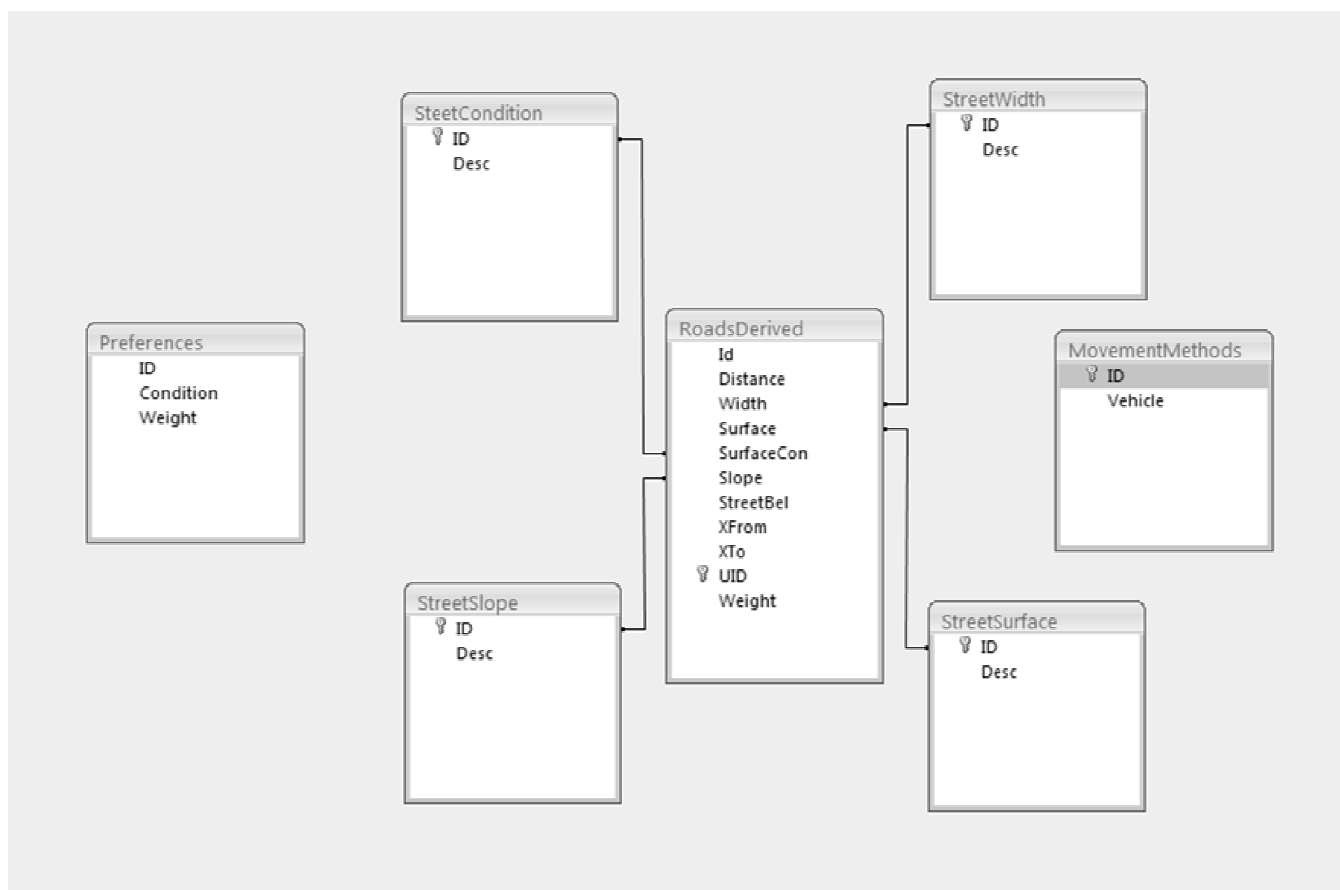 SteetCondition
ID
Desc
StreetWidth
ID
Desc
Preferences
ID
Condition
Weight
RoadsDerived
Id
Distance
Width
Surface
SurfaceCon
Slope
StreetBel
XFrom
XTo
UID
Weight
MovementMethods
ID
Vehicle
StreetSlope
ID
Desc
StreetSurface
ID
Desc